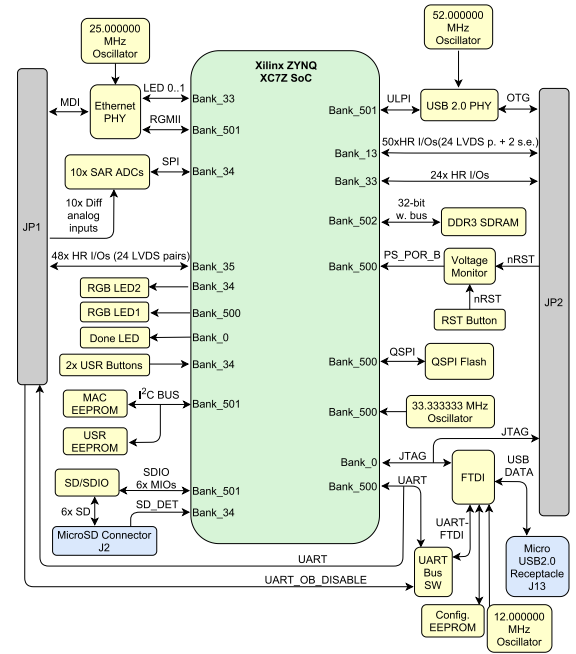 25.000000
MHz
Oscillator
52.000000
MHz
Oscillator
Xilinx ZYNQ
XC7Z SoC
MDI
Ethernet
PHY
LED 0..1
RGMII
Bank_33
Bank_501
Bank_501
ULPI
USB 2.0 PHY
OTG
Bank_13
50xHR I/Os(24 LVDS p. + 2 s.e.)
10x SAR ADCs
SPI
Bank_34
Bank_33
24x HR I/Os
10x Diff
analog
inputs
Bank_502
32-bit
w. bus
DDR3 SDRAM
JP1
48x HR I/Os (24 LVDS pairs)
Bank_35
Bank_500
PS_POR_B
Voltage
Monitor
nRST
JP2
RGB LED2
Bank_34
nRST
RGB LED1
Bank_500
RST Button
Done LED
Bank_0
2x USR Buttons
Bank_34
Bank_500
QSPI
QSPI Flash
MAC
EEPROM
I²C BUS
Bank_501
Bank_500
33.333333 MHz
Oscillator
USR
EEPROM
JTAG
Bank_0
JTAG
FTDI
USB
DATA
SD/SDIO
SDIO
6x MIOs
Bank_501
Bank_500
UART
6x SD
SD_DET
Bank_34
MicroSD Connector
J2
UART-
FTDI
UART
UART_OB_DISABLE
UART
Bus
SW
Micro
USB2.0
Receptacle
J13
Config.
EEPROM
12.000000
MHz
Oscillator